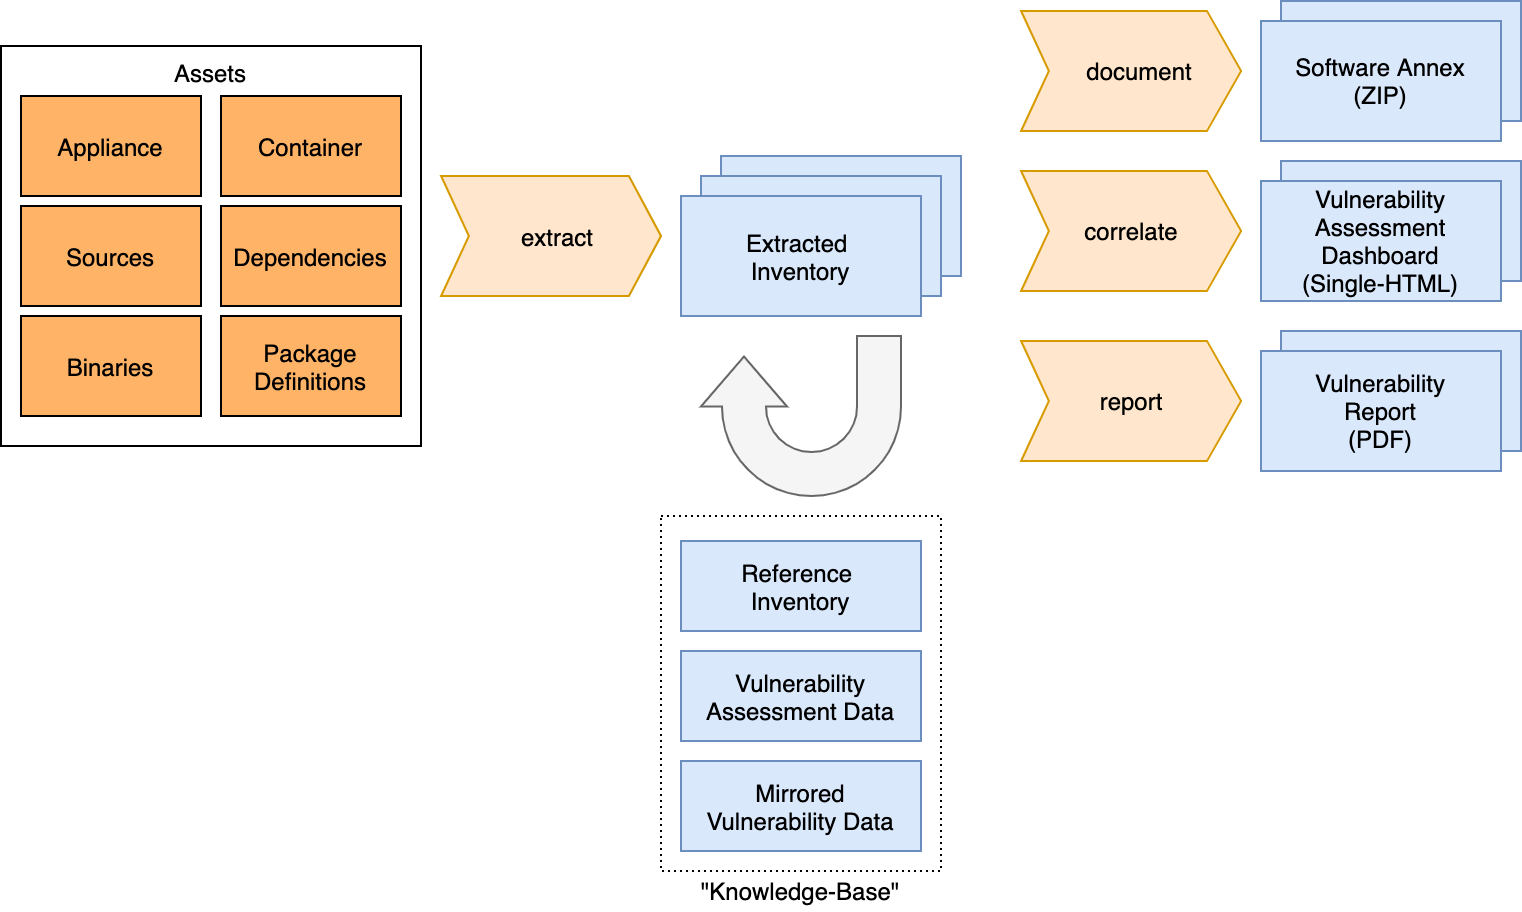 Assets
Appliance
Container
Sources
Dependencies
Binaries
Package
Definitions
extract
Extracted
Inventory
document
Software Annex
(ZIP)
correlate
Vulnerability
Assessment
Dashboard
(Single-HTML)
report
Vulnerability
Report
(PDF)
Reference
Inventory
Vulnerability
Assessment Data
Mirrored
Vulnerability Data
"Knowledge-Base"